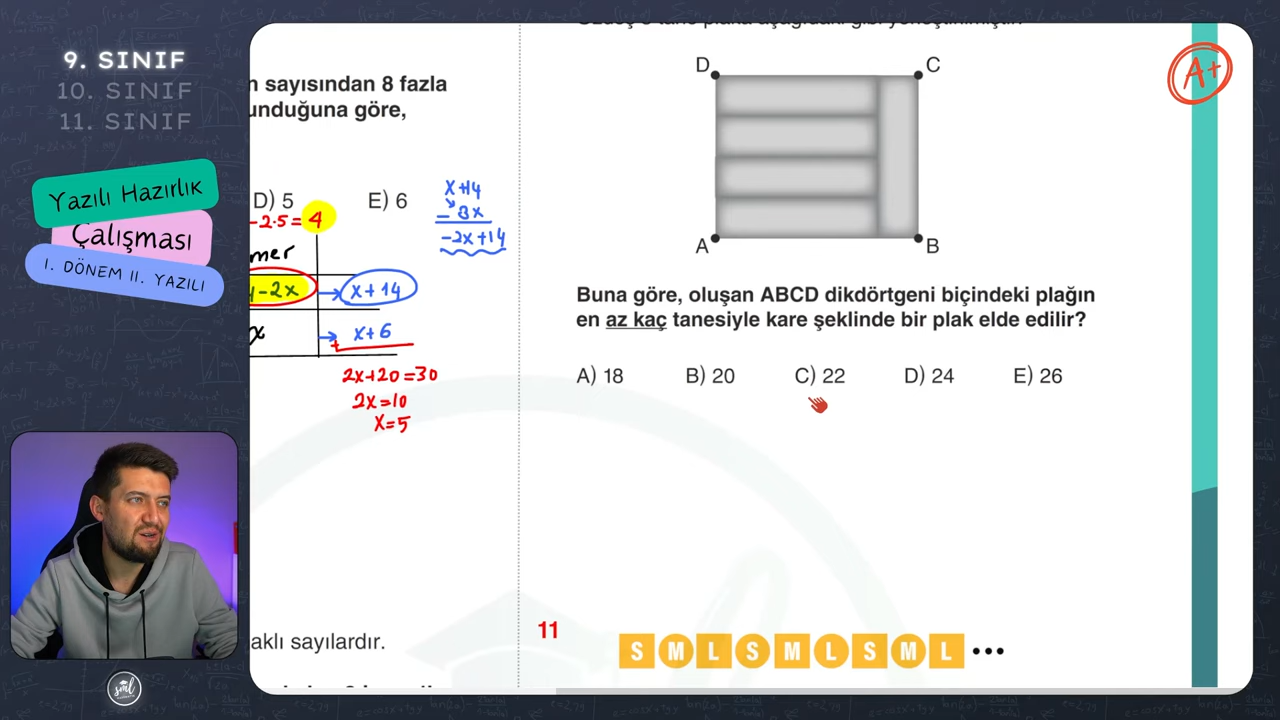 9. SINIF
10. SINIF
11. SINIF
Yazılı Hazırlık
Çalışması
I. DÖNEM II. YAZILI
n sayısından 8 fazla
unduğuna göre,
D) 5 E) 6
-2·5=4
mer
-2x → x+14
x → x+6
2x+20=30
2x=10
x=5
x+14
- 3x
-2x+14
aklı sayılardır.
A+
D C
A B
Buna göre, oluşan ABCD dikdörtgeni biçindeki plağın
en az kaç tanesiyle kare şeklinde bir plak elde edilir?
A) 18 B) 20 C) 22 D) 24 E) 26
11
S M L S M L S M L ...
sml